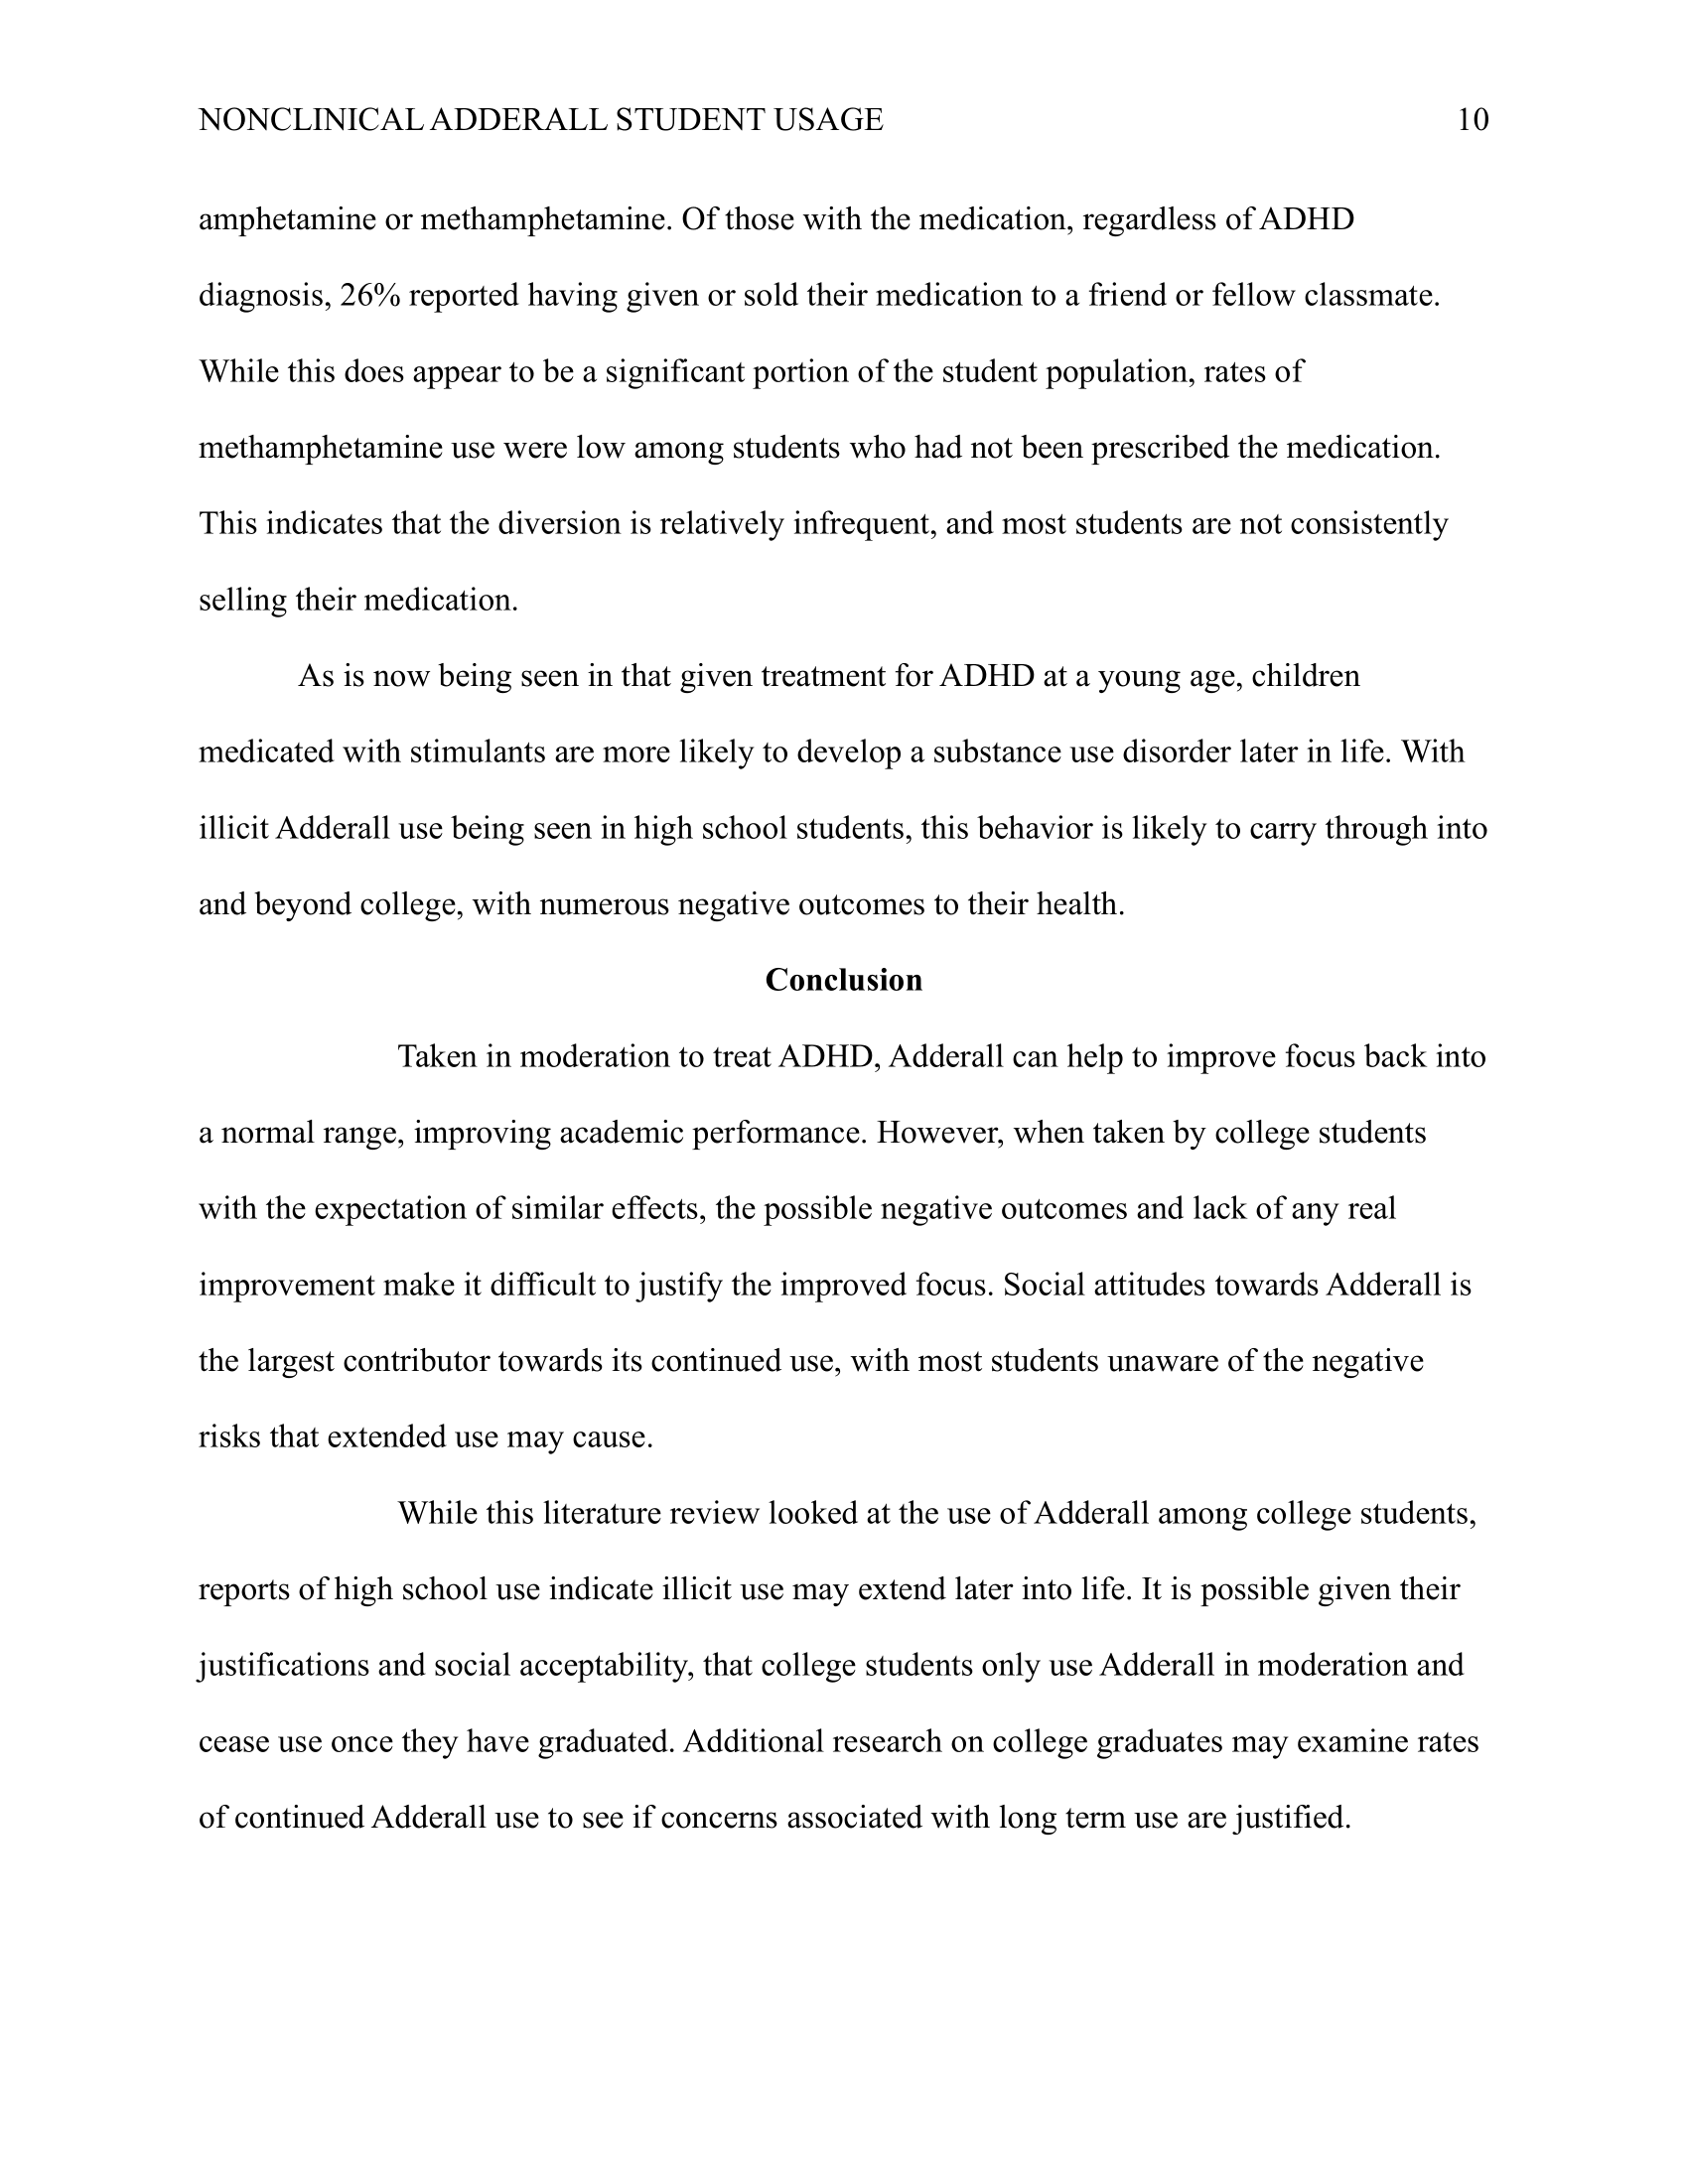 NONCLINICAL ADDERALL STUDENT USAGE 10
amphetamine or methamphetamine. Of those with the medication, regardless of ADHD
diagnosis, 26% reported having given or sold their medication to a friend or fellow classmate.
While this does appear to be a significant portion of the student population, rates of
methamphetamine use were low among students who had not been prescribed the medication.
This indicates that the diversion is relatively infrequent, and most students are not consistently
selling their medication.
As is now being seen in that given treatment for ADHD at a young age, children
medicated with stimulants are more likely to develop a substance use disorder later in life. With
illicit Adderall use being seen in high school students, this behavior is likely to carry through into
and beyond college, with numerous negative outcomes to their health.
Conclusion
Taken in moderation to treat ADHD, Adderall can help to improve focus back into
a normal range, improving academic performance. However, when taken by college students
with the expectation of similar effects, the possible negative outcomes and lack of any real
improvement make it difficult to justify the improved focus. Social attitudes towards Adderall is
the largest contributor towards its continued use, with most students unaware of the negative
risks that extended use may cause.
While this literature review looked at the use of Adderall among college students,
reports of high school use indicate illicit use may extend later into life. It is possible given their
justifications and social acceptability, that college students only use Adderall in moderation and
cease use once they have graduated. Additional research on college graduates may examine rates
of continued Adderall use to see if concerns associated with long term use are justified.